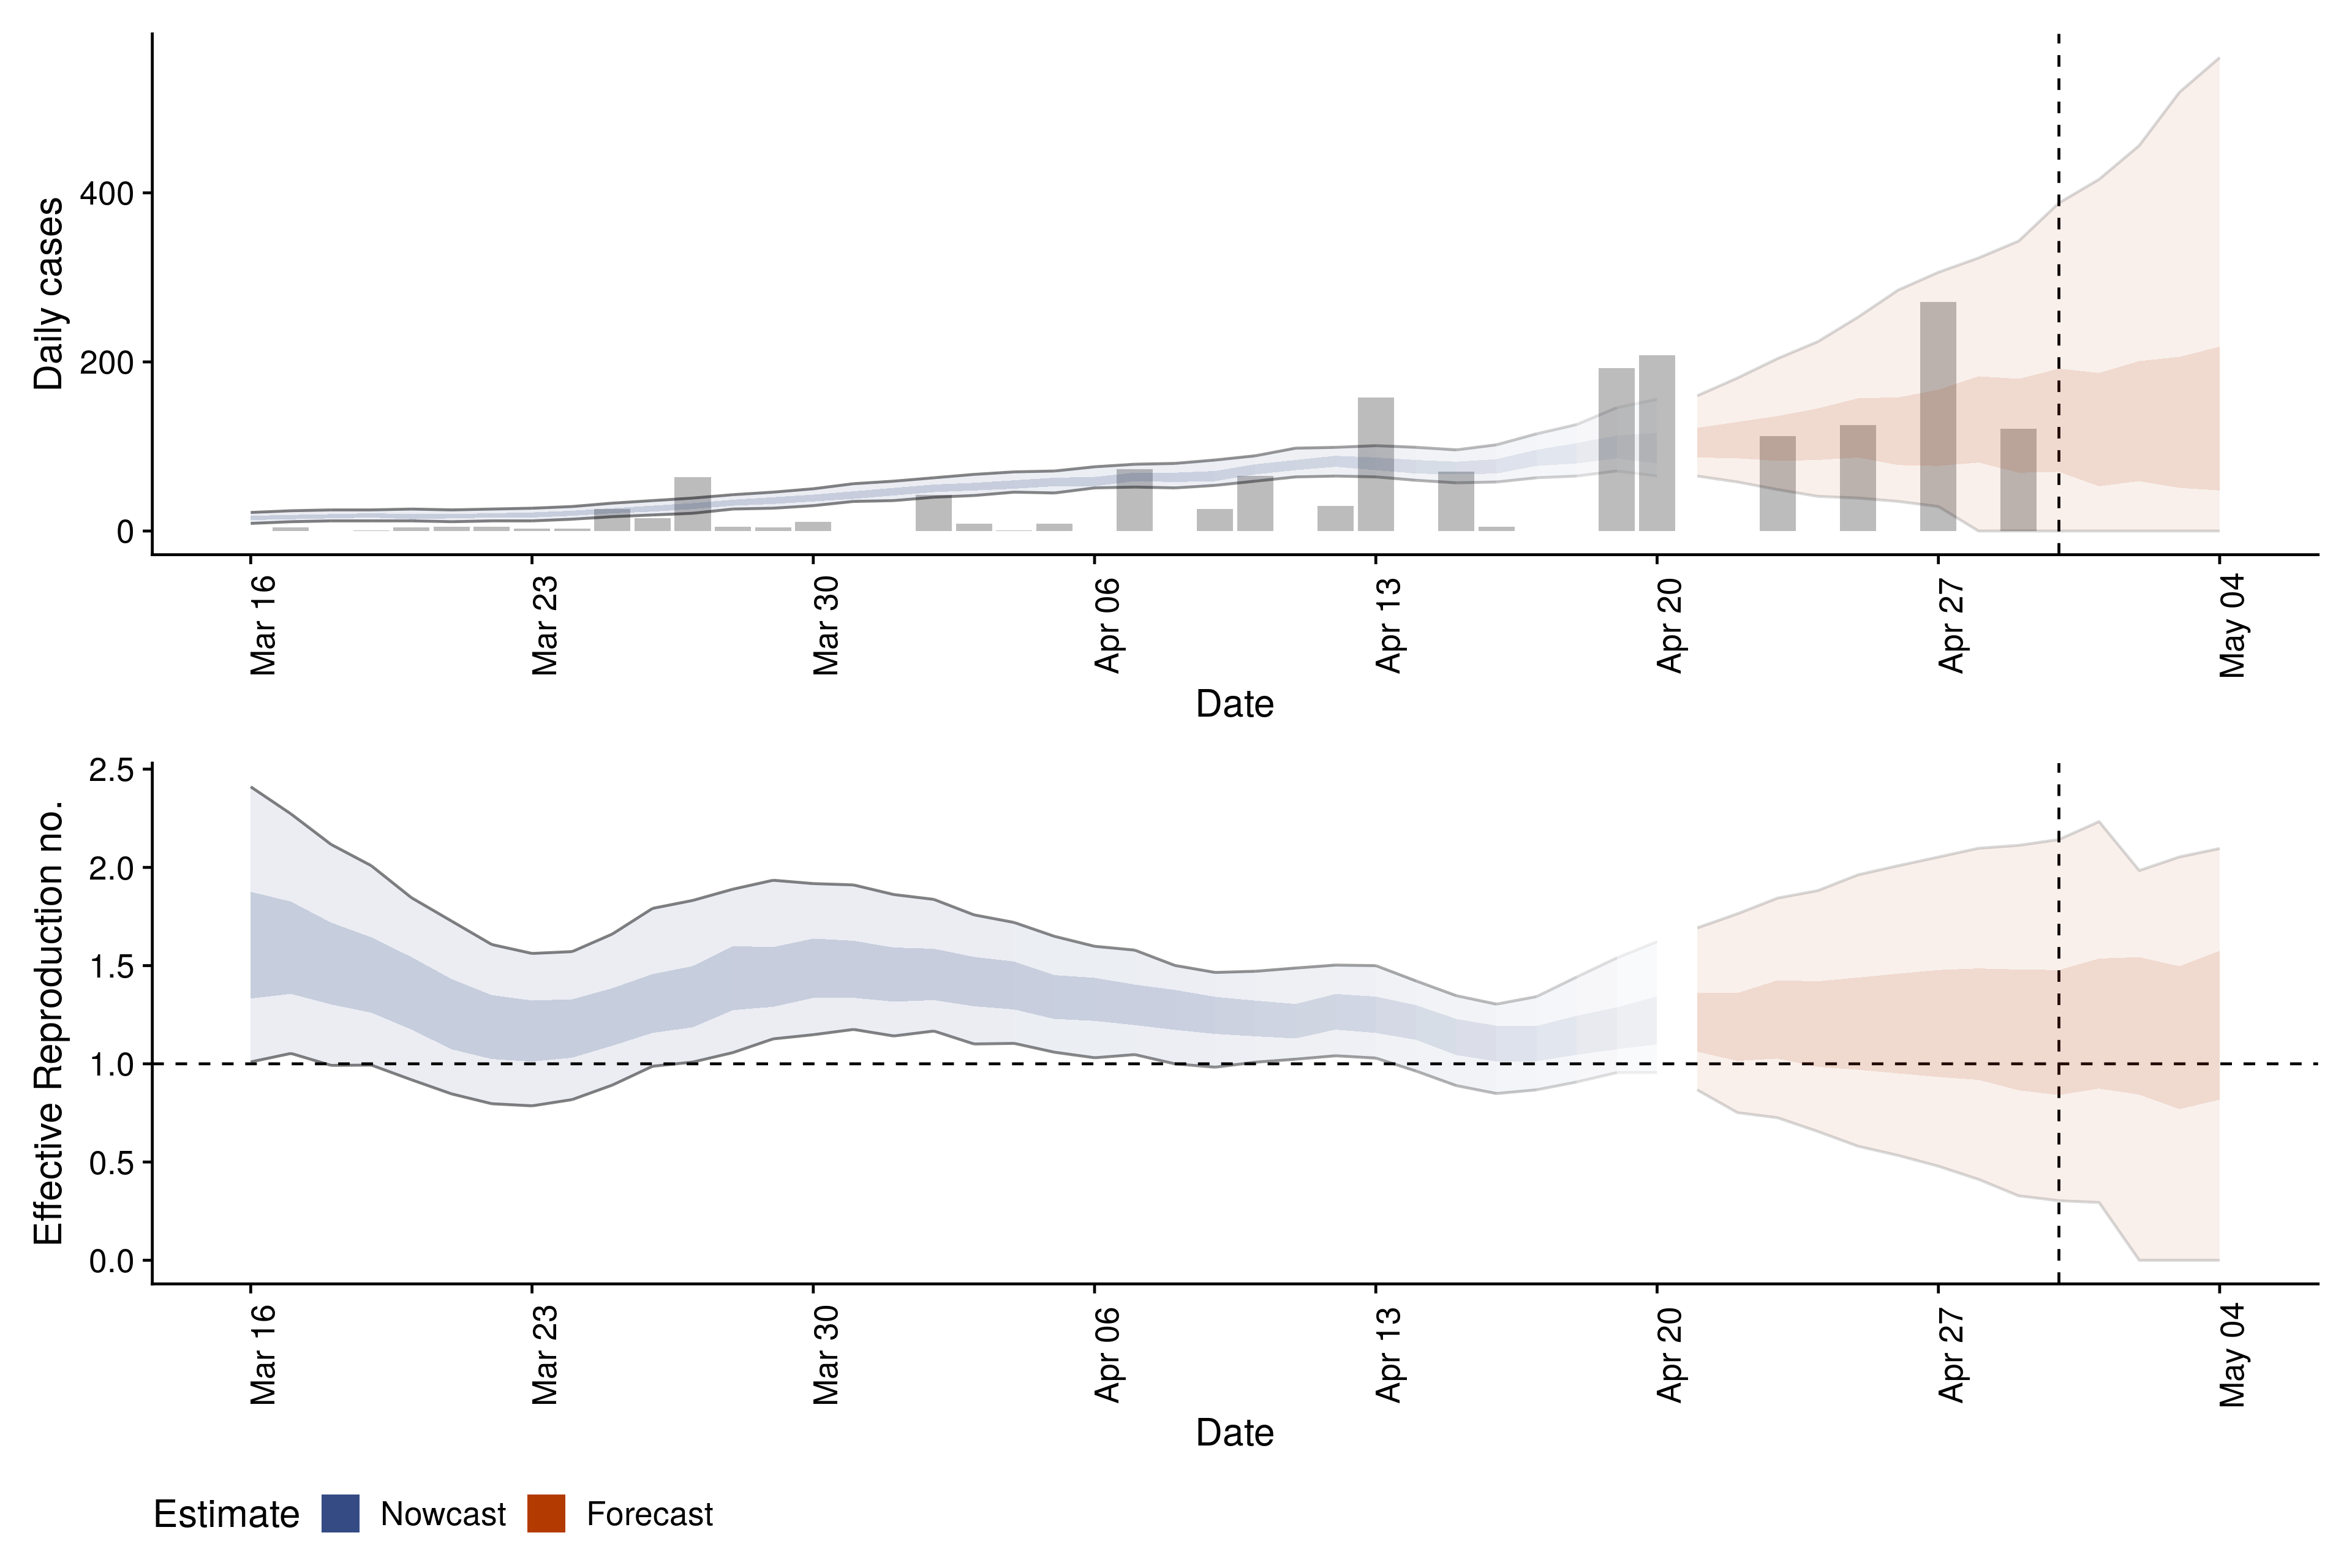 Daily cases
400
200
0
Mar 16 Mar 23 Mar 30 Apr 06 Apr 13 Apr 20 Apr 27 May 04
Date
Effective Reproduction no.
2.5
2.0
1.5
1.0
0.5
0.0
Mar 16 Mar 23 Mar 30 Apr 06 Apr 13 Apr 20 Apr 27 May 04
Date
Estimate Nowcast Forecast